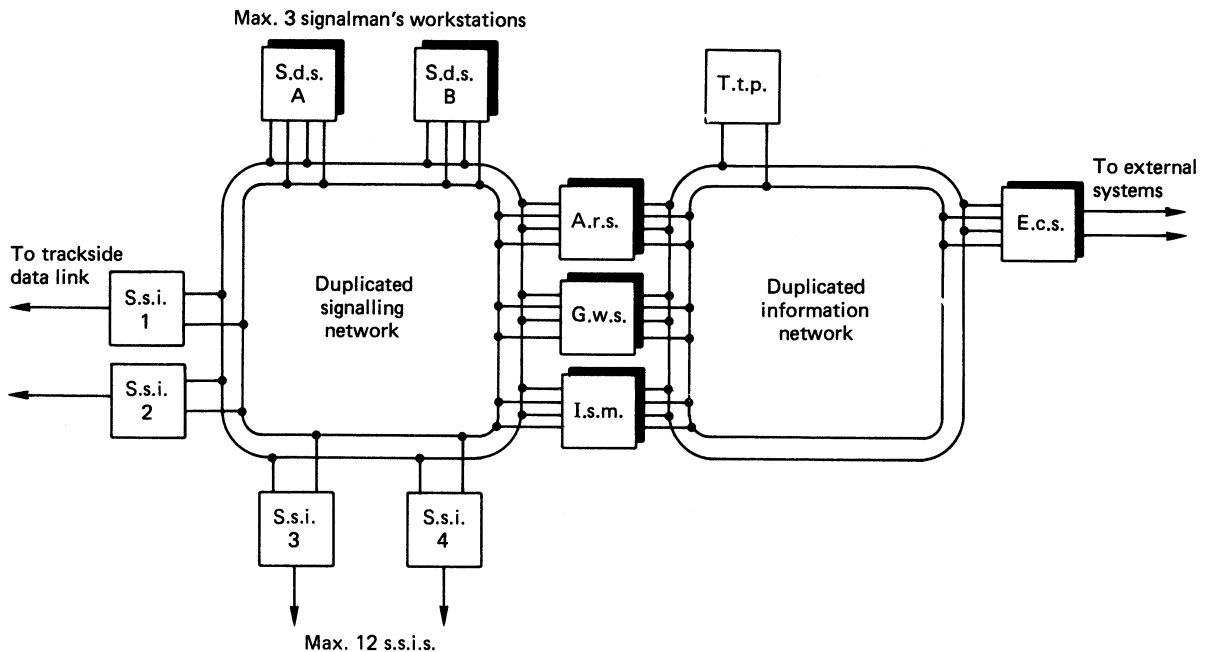 Max. 3 signalman's workstations
S.d.s.
A
S.d.s.
B
T.t.p.
To external
systems
A.r.s.
E.c.s.
To trackside
data link
S.s.i.
1
Duplicated
signalling
network
G.w.s.
Duplicated
information
network
S.s.i.
2
I.s.m.
S.s.i.
3
S.s.i.
4
Max. 12 s.s.i.s.